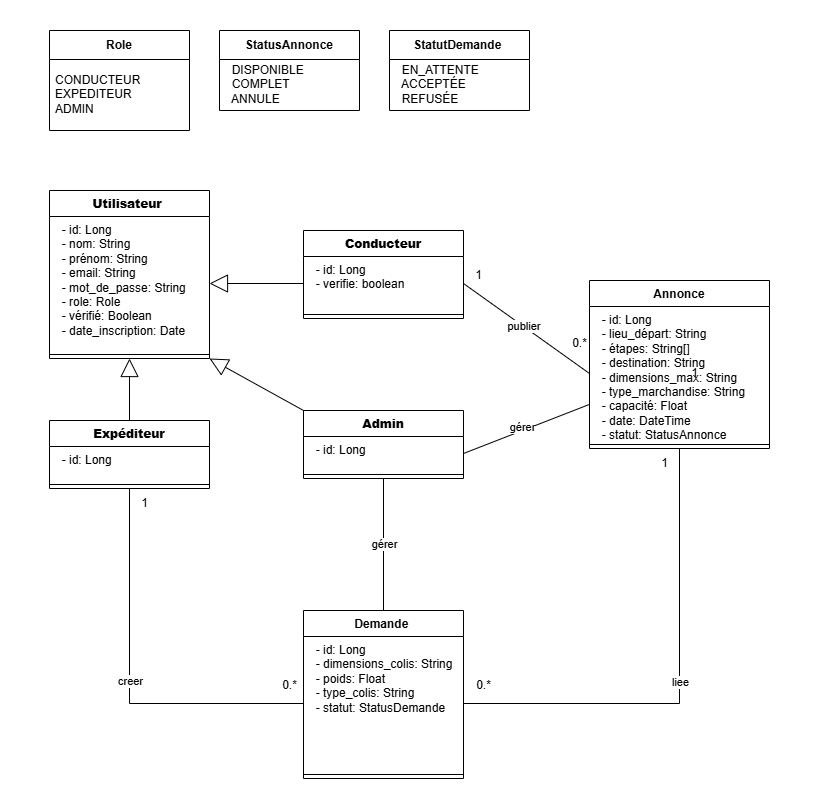 Role
CONDUCTEUR
EXPEDITEUR
ADMIN
StatusAnnonce
DISPONIBLE
COMPLET
ANNULE
StatutDemande
EN_ATTENTE
ACCEPTÉE
REFUSÉE
Utilisateur
- id: Long
- nom: String
- prénom: String
- email: String
- mot_de_passe: String
- role: Role
- vérifié: Boolean
- date_inscription: Date
Conducteur
- id: Long
- verifie: boolean
1
publier
0.*
Annonce
- id: Long
- lieu_départ: String
- étapes: String[]
- destination: String
- dimensions_max: String
- type_marchandise: String
- capacité: Float
- date: DateTime
- statut: StatusAnnonce
1
Expéditeur
- id: Long
1
Admin
- id: Long
gérer
1
gérer
Demande
- id: Long
- dimensions_colis: String
- poids: Float
- type_colis: String
- statut: StatusDemande
creer
0.*
0.*
liee